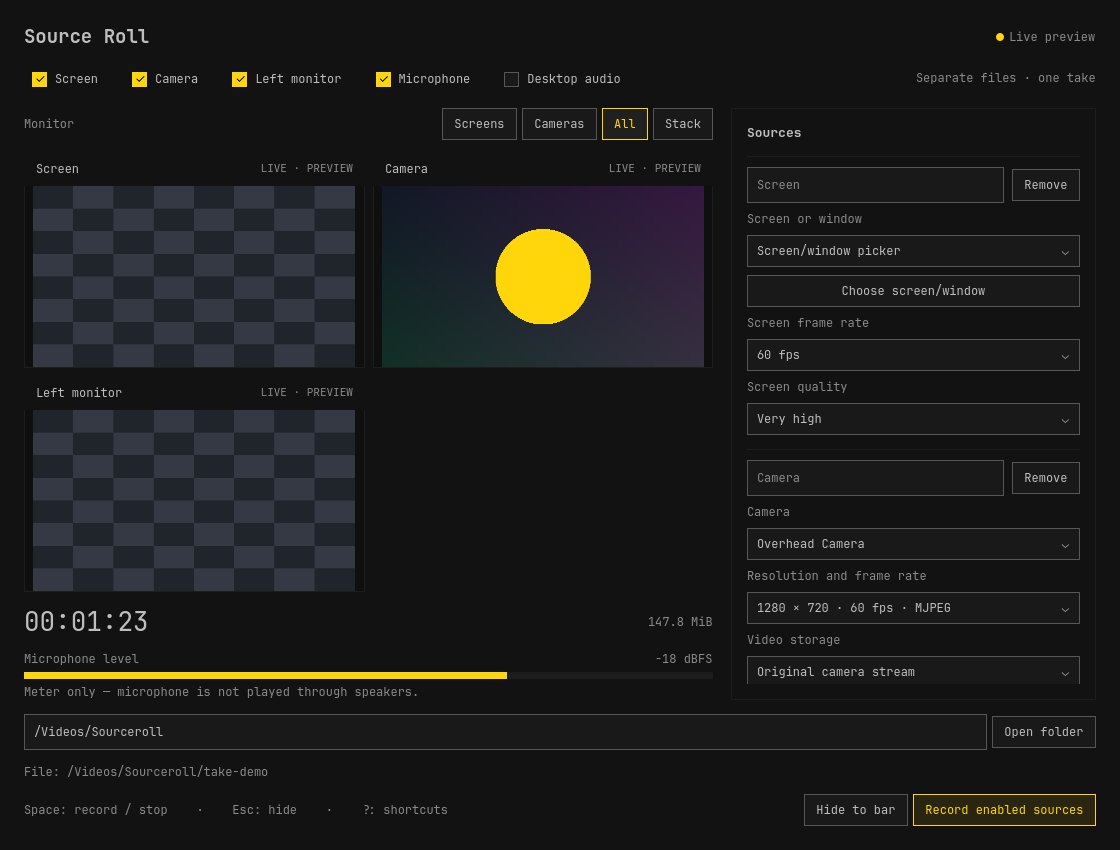 Source Roll
Live preview
Screen
Camera
Left monitor
Microphone
Desktop audio
Separate files · one take
Monitor
Screens
Cameras
All
Stack
Screen
LIVE · PREVIEW
Camera
LIVE · PREVIEW
Left monitor
LIVE · PREVIEW
00:01:23
147.8 MiB
Microphone level
-18 dBFS
Meter only — microphone is not played through speakers.
Sources
Screen
Remove
Screen or window
Screen/window picker
Choose screen/window
Screen frame rate
60 fps
Screen quality
Very high
Camera
Remove
Camera
Overhead Camera
Resolution and frame rate
1280 × 720 · 60 fps · MJPEG
Video storage
Original camera stream
/Videos/Sourceroll
Open folder
File: /Videos/Sourceroll/take-demo
Space: record / stop · Esc: hide · ?: shortcuts
Hide to bar
Record enabled sources